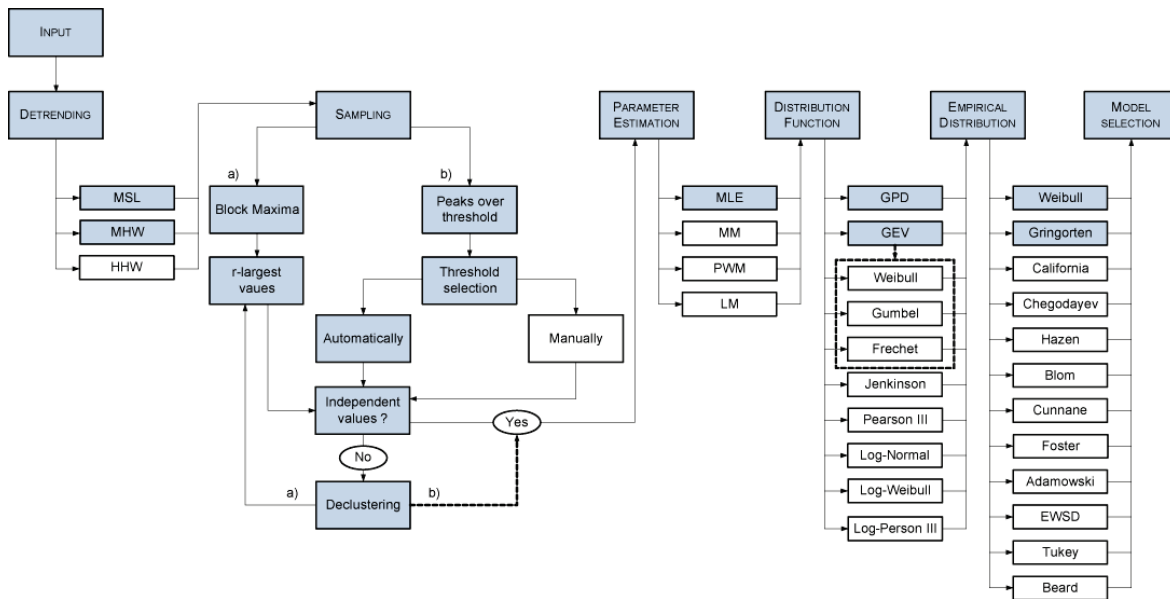 INPUT
DETRENDING
MSL
MHW
HHW
SAMPLING
a)
b)
Block Maxima
Peaks over
threshold
r-largest
vaues
Threshold
selection
Automatically
Manually
Independent
values ?
Yes
No
a)
b)
Declustering
PARAMETER
ESTIMATION
MLE
MM
PWM
LM
DISTRIBUTION
FUNCTION
GPD
GEV
Weibull
Gumbel
Frechet
Jenkinson
Pearson III
Log-Normal
Log-Weibull
Log-Person III
EMPIRICAL
DISTRIBUTION
Weibull
Gringorten
California
Chegodayev
Hazen
Blom
Cunnane
Foster
Adamowski
EWSD
Tukey
Beard
MODEL
SELECTION